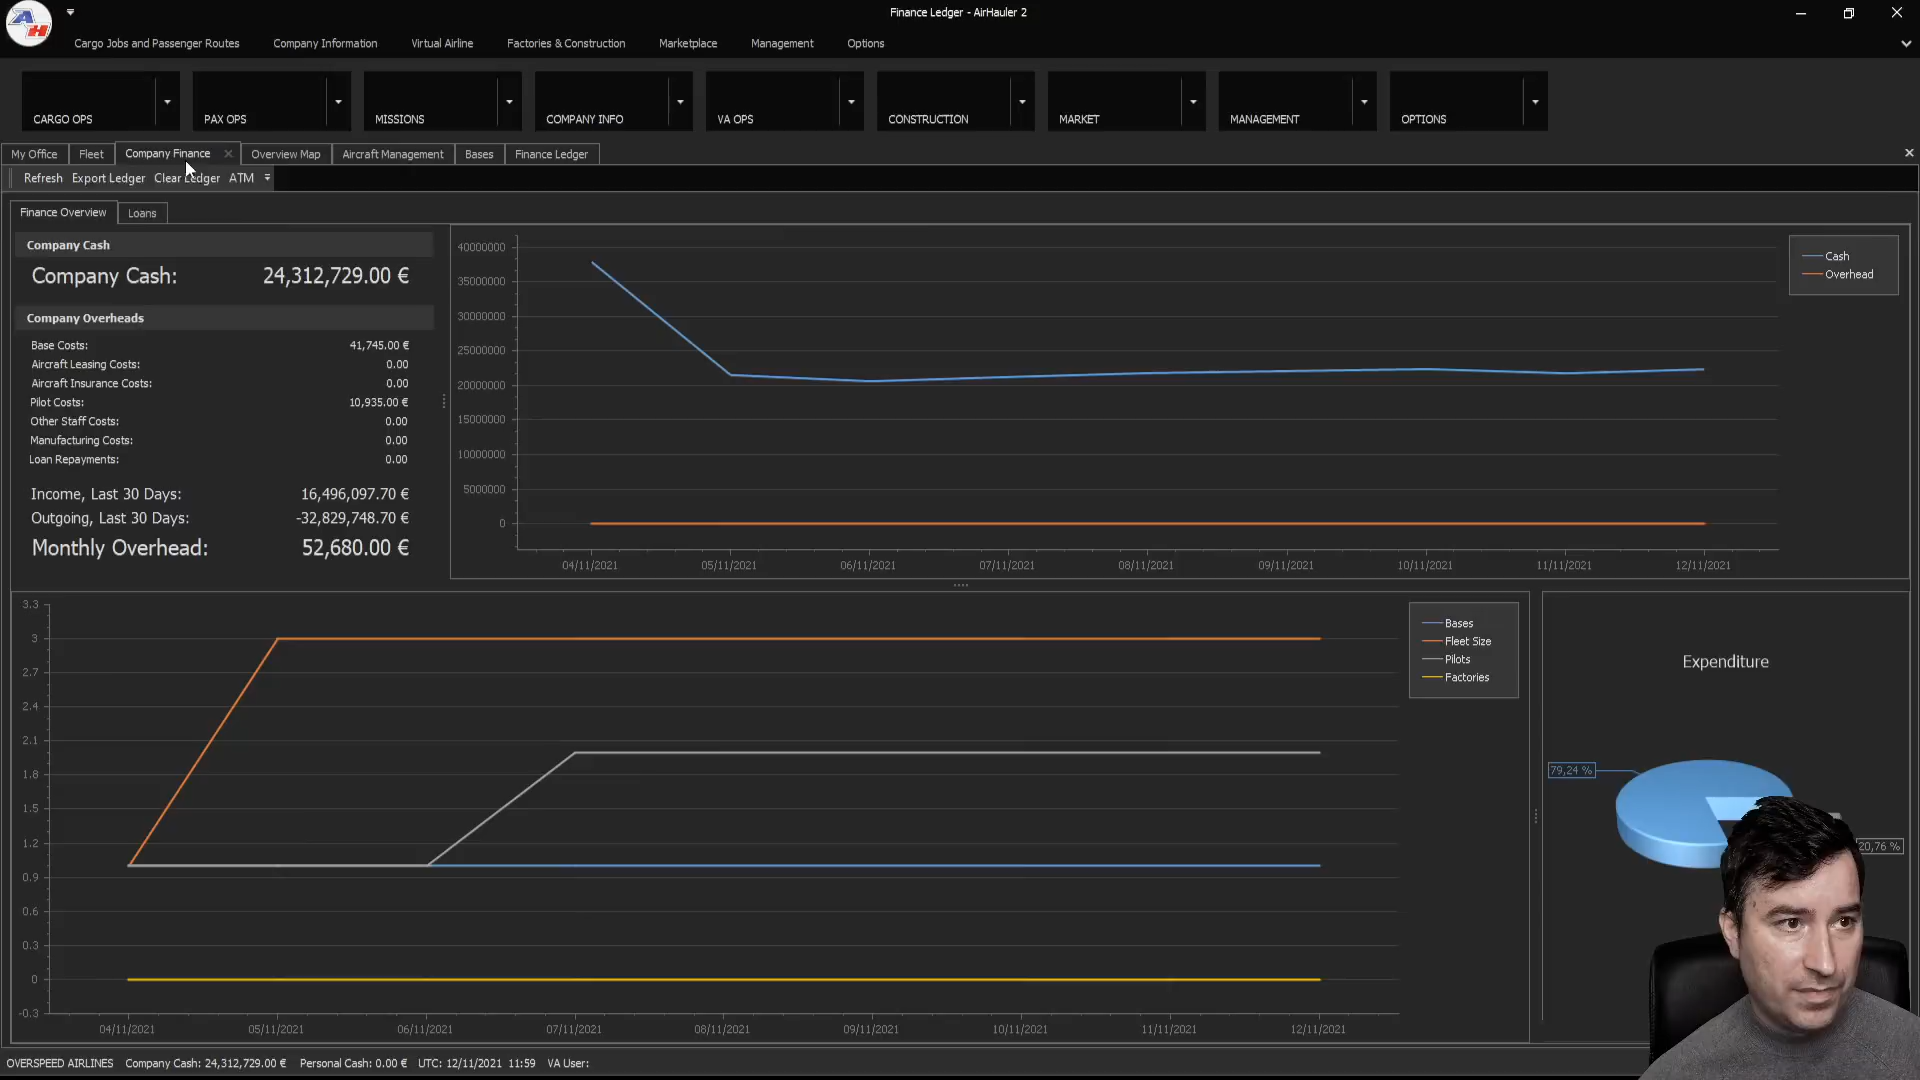 Finance Ledger - AirHauler 2
AH
Cargo Jobs and Passenger Routes Company Information Virtual Airline Factories & Construction Marketplace Management Options
CARGO OPS PAX OPS MISSIONS COMPANY INFO VA OPS CONSTRUCTION MARKET MANAGEMENT OPTIONS
My Office Fleet Company Finance Overview Map Aircraft Management Bases Finance Ledger
Refresh Export Ledger Clear Ledger ATM
Finance Overview Loans
Company Cash
Company Cash: 24,312,729.00 €
Company Overheads
Base Costs: 41,745.00 €
Aircraft Leasing Costs: 0.00
Aircraft Insurance Costs: 0.00
Pilot Costs: 10,935.00 €
Other Staff Costs: 0.00
Manufacturing Costs: 0.00
Loan Repayments: 0.00
Income, Last 30 Days: 16,496,097.70 €
Outgoing, Last 30 Days: -32,829,748.70 €
Monthly Overhead: 52,680.00 €
40000000
35000000
30000000
25000000
20000000
15000000
10000000
5000000
0
04/11/2021 05/11/2021 06/11/2021 07/11/2021 08/11/2021 09/11/2021 10/11/2021 11/11/2021 12/11/2021
Cash
Overhead
3.3
3
2.7
2.4
2.1
1.8
1.5
1.2
0.9
0.6
0.3
0
-0.3
04/11/2021 05/11/2021 06/11/2021 07/11/2021 08/11/2021 09/11/2021 10/11/2021 11/11/2021 12/11/2021
Bases
Fleet Size
Pilots
Factories
Expenditure
79,24 %
20,76 %
OVERSPEED AIRLINES Company Cash: 24,312,729.00 € Personal Cash: 0.00 € UTC: 12/11/2021 11:59 VA User: